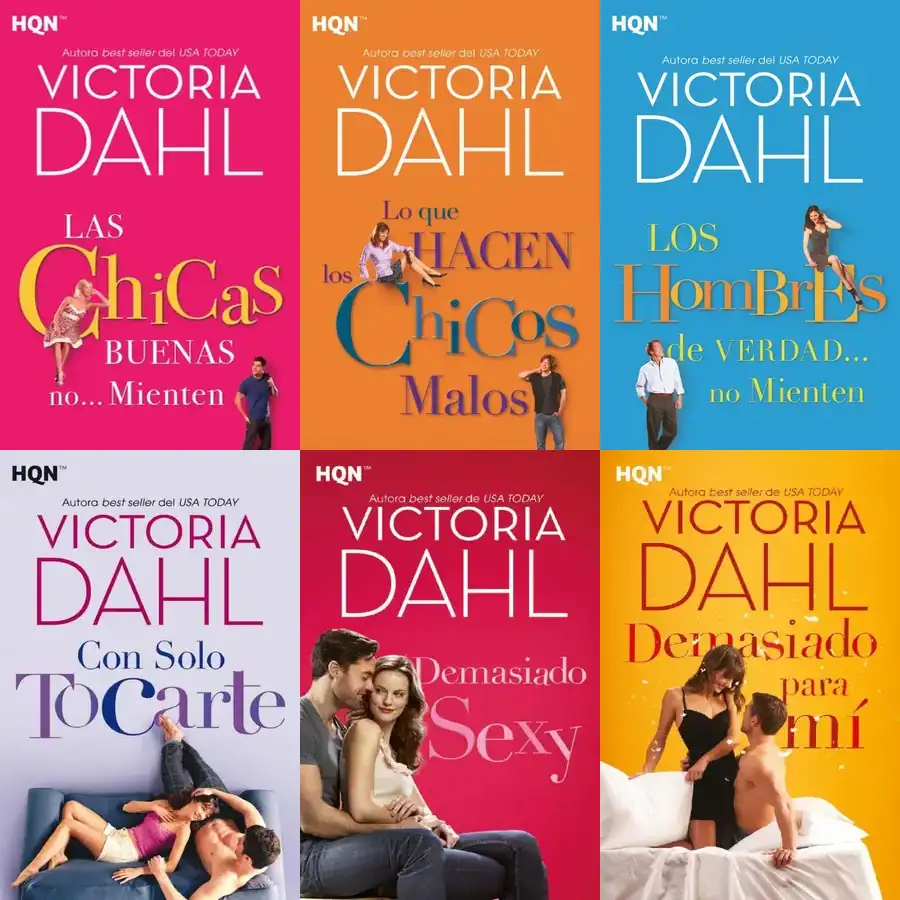 HQN™
Autora best seller del USA TODAY
VICTORIA
DAHL
LAS
Chicas
BUENAS
no... Mienten
HQN™
Autora best seller del USA TODAY
VICTORIA
DAHL
Lo que
HACEN
los
Chicos
Malos
HQN™
Autora best seller del USA TODAY
VICTORIA
DAHL
LOS
HomBrEs
de VERDAD...
no Mienten
HQN™
Autora best seller del USA TODAY
VICTORIA
DAHL
Con Solo
Tocarte
HQN™
Autora best seller de USA TODAY
VICTORIA
DAHL
Demasiado
Sexy
HQN™
Autora best seller de USA TODAY
VICTORIA
DAHL
Demasiado
para
mí